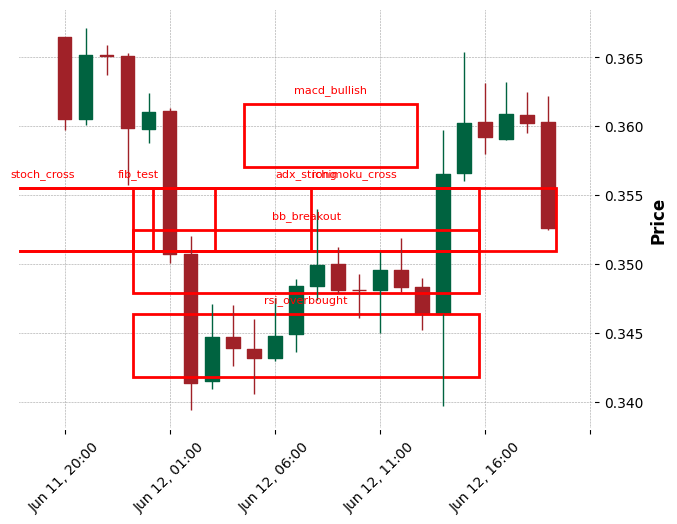 macd_bullish
stoch_cross
fib_test
adx_strong
ichimoku_cross
bb_breakout
rsi_overbought
0.365
0.360
0.355
0.350
0.345
0.340
Price
Jun 11, 20:00
Jun 12, 01:00
Jun 12, 06:00
Jun 12, 11:00
Jun 12, 16:00